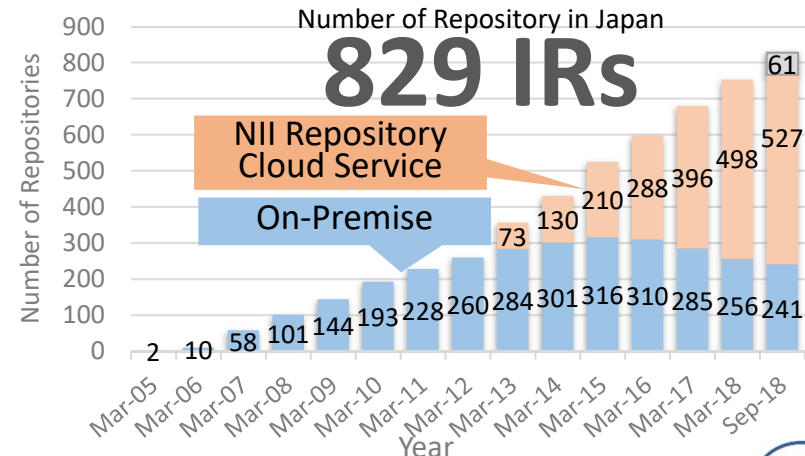 Number of Repository in Japan
829 IRs
NII Repository
Cloud Service
On-Premise
Number of Repositories
900
800
700
600
500
400
300
200
100
0
61
73 130 210 288 396 498 527
2 10 58 101 144 193 228 260 284 301 316 310 285 256 241
Mar-05 Mar-06 Mar-07 Mar-08 Mar-09 Mar-10 Mar-11 Mar-12 Mar-13 Mar-14 Mar-15 Mar-16 Mar-17 Mar-18 Sep-18
Year